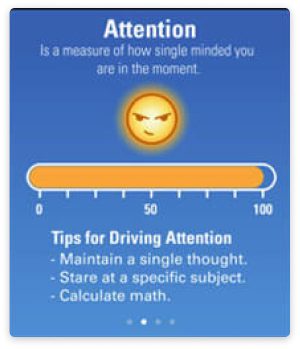 Attention
Is a measure of how single minded you
are in the moment.
0 50 100
Tips for Driving Attention
- Maintain a single thought.
- Stare at a specific subject.
- Calculate math.